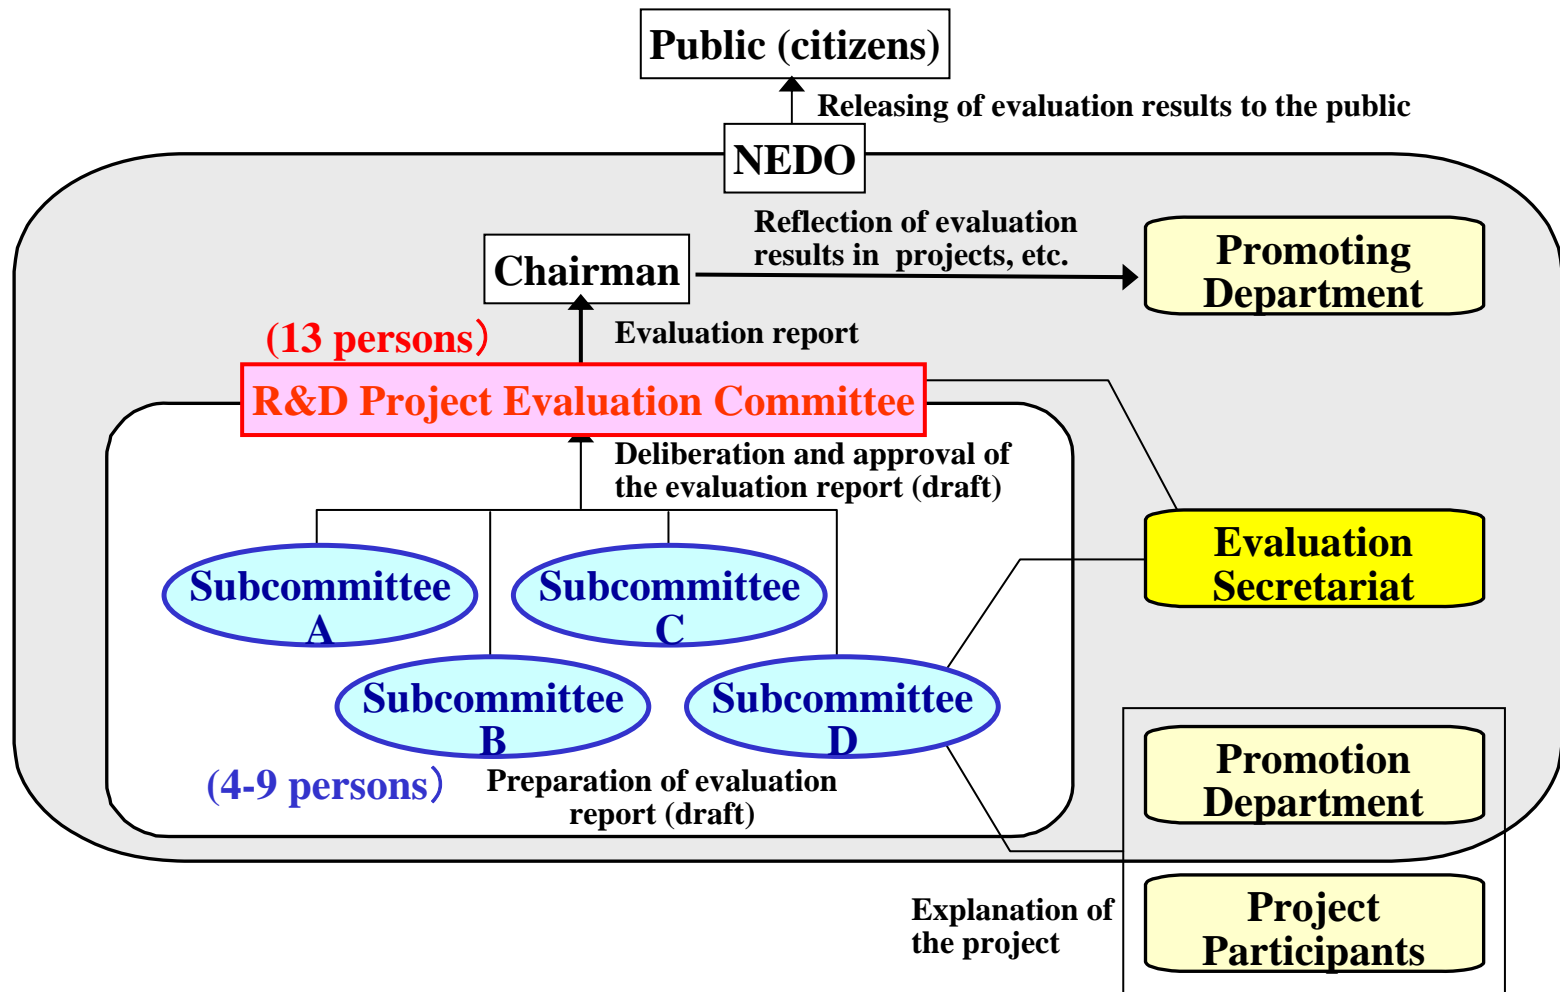 Public (citizens)
Releasing of evaluation results to the public
NEDO
Reflection of evaluation
results in projects, etc.
Promoting
Department
Chairman
(13 persons）
Evaluation report
R&D Project Evaluation Committee
Deliberation and approval of
the evaluation report (draft)
Evaluation
Secretariat
Subcommittee
A
Subcommittee
C
Subcommittee
B
Subcommittee
D
(4-9 persons）
Preparation of evaluation
report (draft)
Promotion
Department
Explanation of
the project
Project
Participants